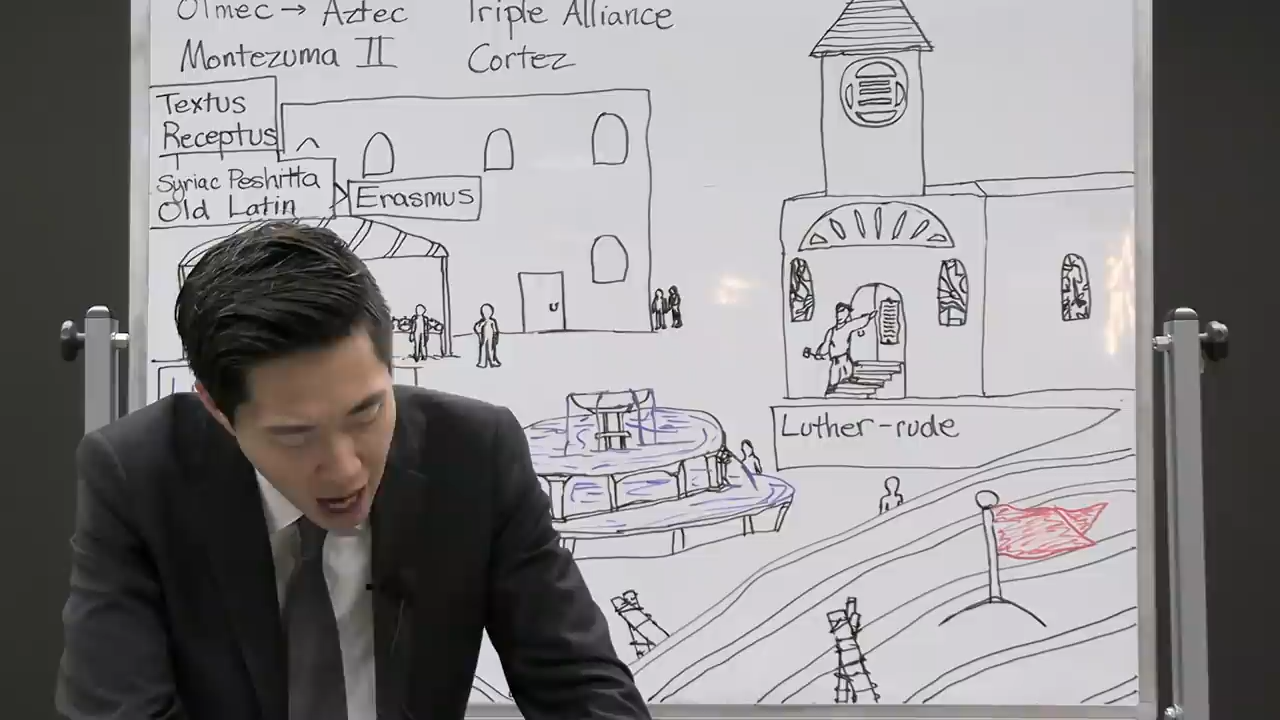 Olmec → Aztec
Triple Alliance
Montezuma II
Cortez
Textus
Receptus
Syriac Peshitta
Old Latin
Erasmus
Luther-rude